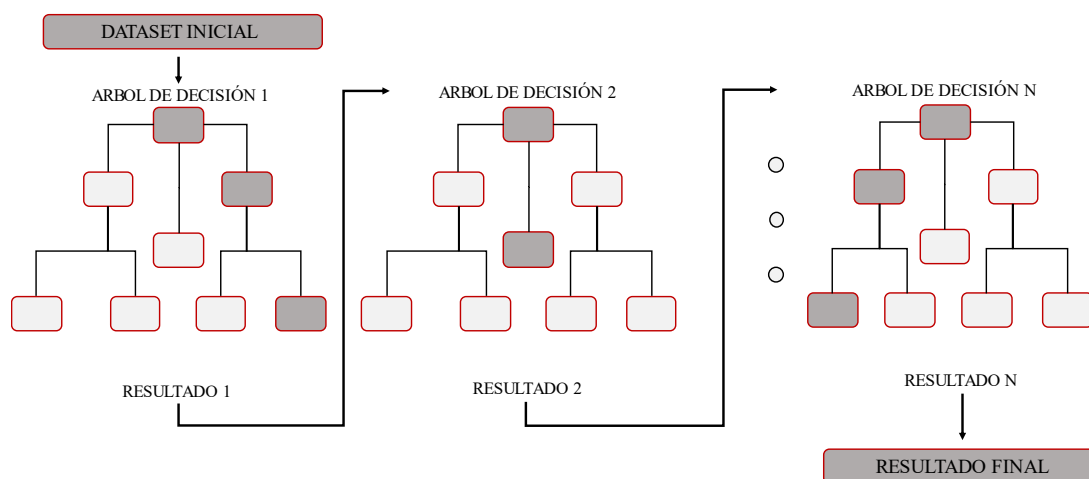 DATASET INICIAL
ARBOL DE DECISIÓN 1
ARBOL DE DECISIÓN 2
ARBOL DE DECISIÓN N
RESULTADO 1
RESULTADO 2
RESULTADO N
RESULTADO FINAL